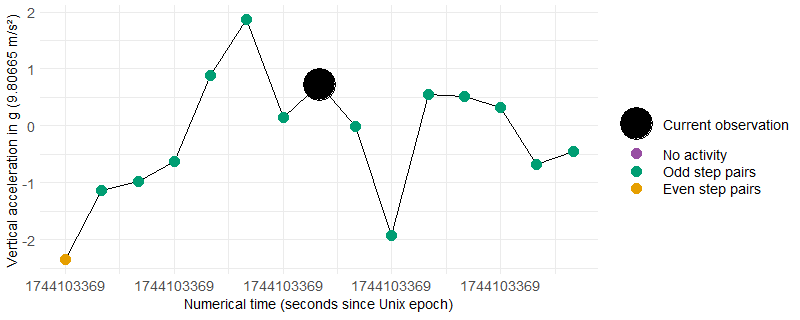 Vertical acceleration in g (9.80665 m/s²)
2
1
0
-1
-2
1744103369 1744103369 1744103369 1744103369 1744103369
Numerical time (seconds since Unix epoch)
Current observation
No activity
Odd step pairs
Even step pairs